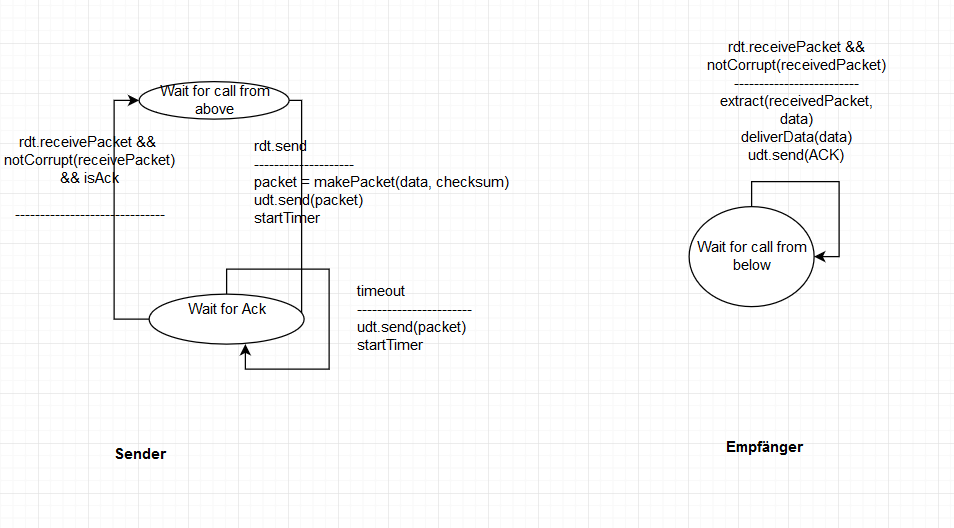 Wait for call from
above
rdt.receivePacket &&
notCorrupt(receivePacket)
&& isAck
------------------------------
rdt.send
--------------------
packet = makePacket(data, checksum)
udt.send(packet)
startTimer
Wait for Ack
timeout
-----------------------
udt.send(packet)
startTimer
Sender
rdt.receivePacket &&
notCorrupt(receivedPacket)
-------------------------
extract(receivedPacket,
data)
deliverData(data)
udt.send(ACK)
Wait for call from
below
Empfänger